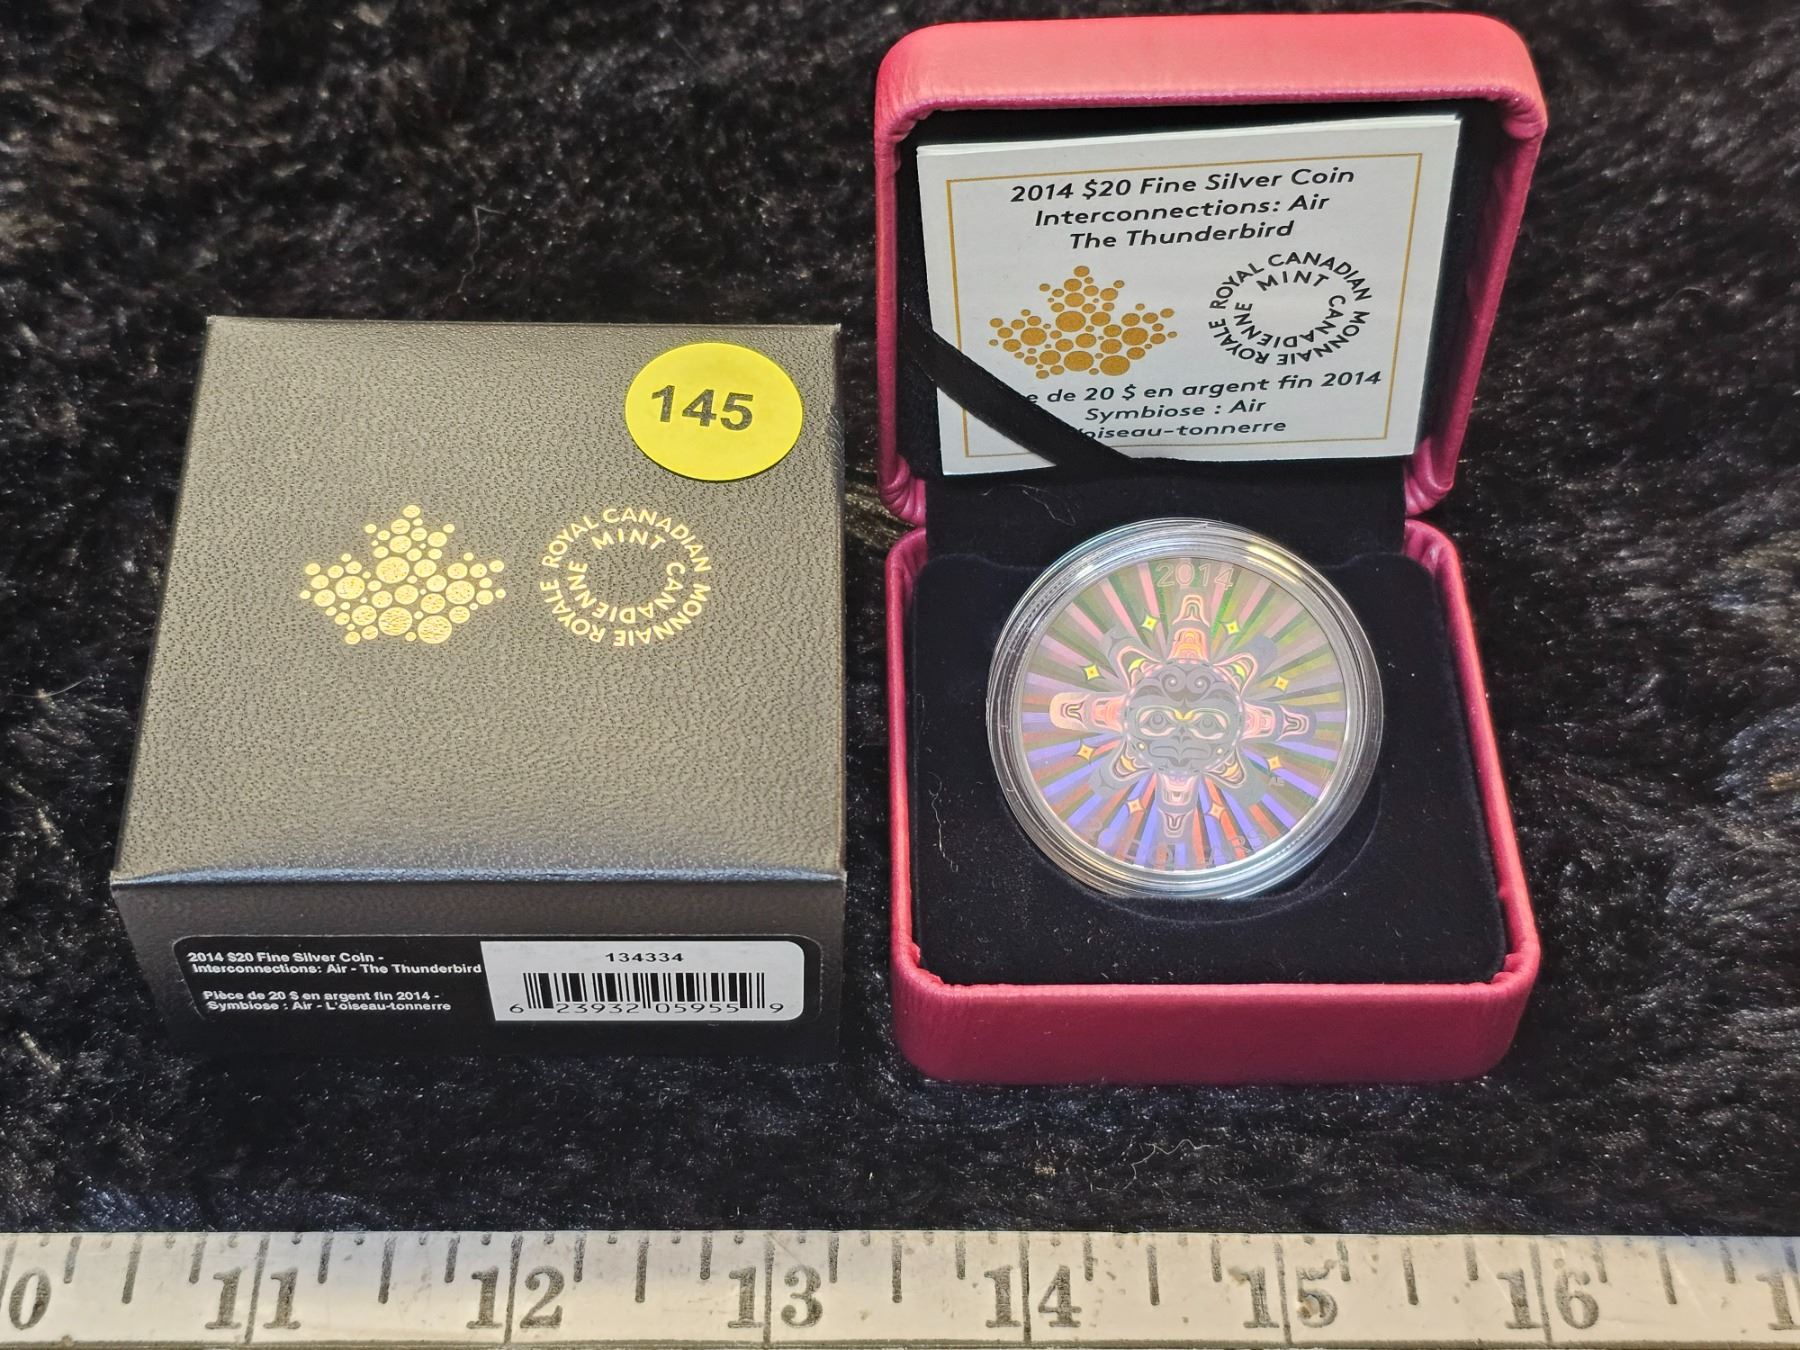 145
ROYAL CANADIAN MINT
MONNAIE ROYALE CANADIENNE
2014 $20 Fine Silver Coin -
Interconnections: Air - The Thunderbird
Pièce de 20 $ en argent fin 2014 -
Symbiose : Air - L'oiseau-tonnerre
134334
6 23932 05955 9
2014 $20 Fine Silver Coin
Interconnections: Air
The Thunderbird
ROYAL CANADIAN MINT
MONNAIE ROYALE CANADIENNE
de 20 $ en argent fin 2014
Symbiose : Air
oiseau-tonnerre
2014
0 11 12 13 14 15 16